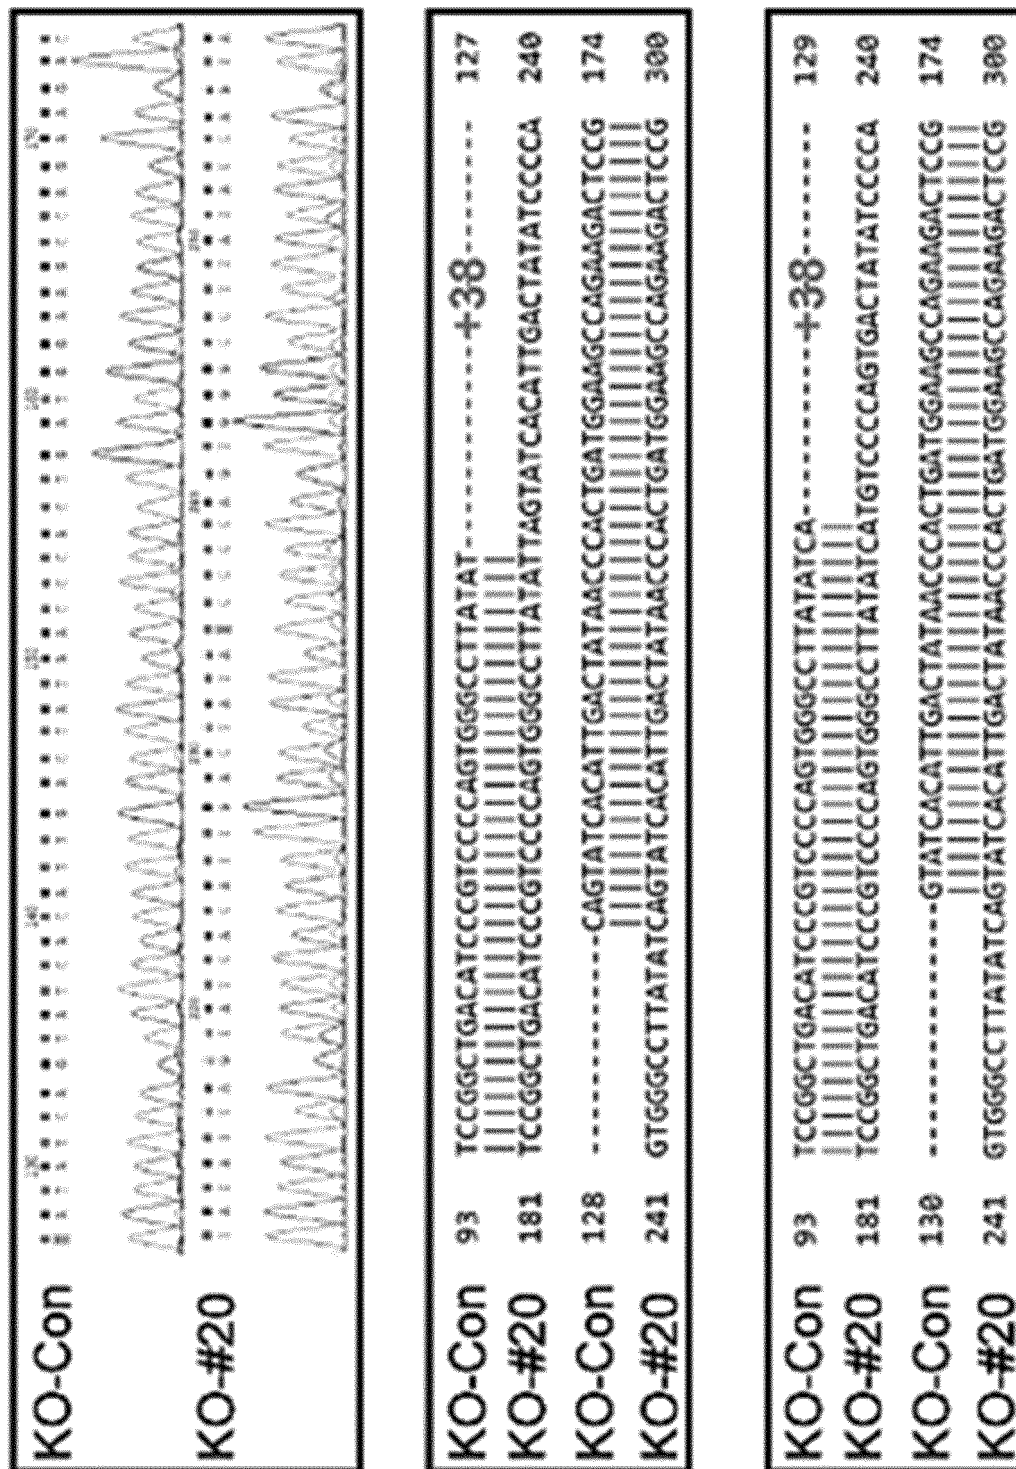 KO-Con
KO-#20
KO-Con 93 TCCGGCTGACATCCCGTCCCCAGTGGGCCTTATAT------------+38--------- 127
KO-#20 181 TCCGGCTGACATCCCGTCCCCAGTGGGCCTTATATTAGTATCACATTGACTATATCCCCA 240
KO-Con 128 -------------CAGTATCACATTGACTATAACCCACTGATGGAAGCCAGAAGACTCCG 174
KO-#20 241 GTGGGCCTTATATCAGTATCACATTGACTATAACCCACTGATGGAAGCCAGAAGACTCCG 300
KO-Con 93 TCCGGCTGACATCCCGTCCCCAGTGGGCCTTATATCA----------+38--------- 129
KO-#20 181 TCCGGCTGACATCCCGTCCCCAGTGGGCCTTATATCATGTCCCCAGTGACTATATCCCCA 240
KO-Con 130 ---------------GTATCACATTGACTATAACCCACTGATGGAAGCCAGAAGACTCCG 174
KO-#20 241 GTGGGCCTTATATCAGTATCACATTGACTATAACCCACTGATGGAAGCCAGAAGACTCCG 300